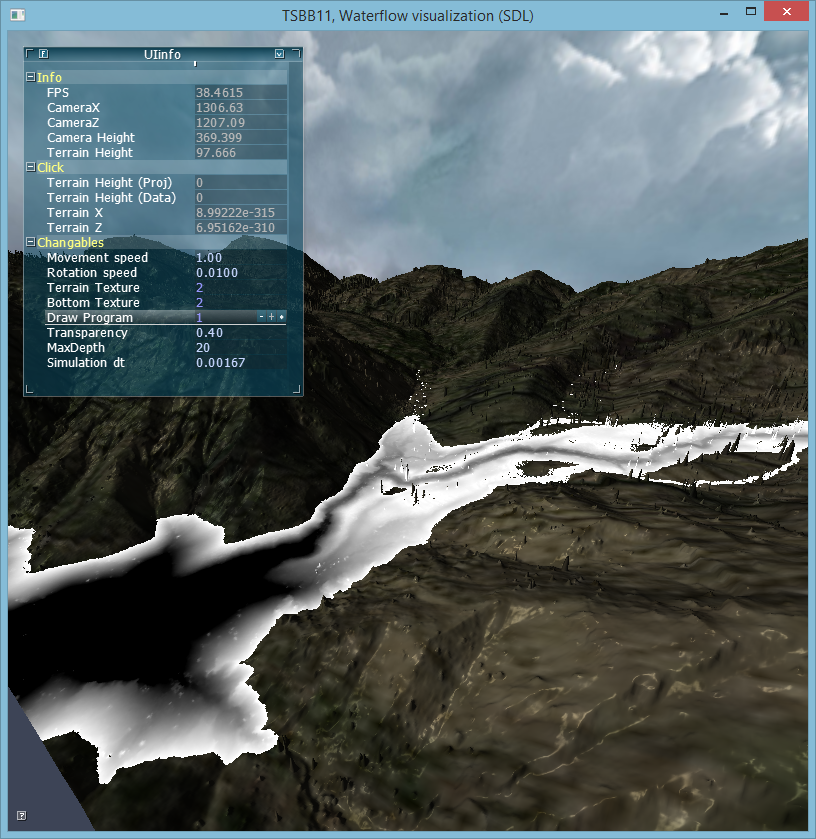 TSBB11, Waterflow visualization (SDL)
F UIinfo v
Info
FPS 38.4615
CameraX 1306.63
CameraZ 1207.09
Camera Height 369.399
Terrain Height 97.666
Click
Terrain Height (Proj) 0
Terrain Height (Data) 0
Terrain X 8.99222e-315
Terrain Z 6.95162e-310
Changables
Movement speed 1.00
Rotation speed 0.0100
Terrain Texture 2
Bottom Texture 2
Draw Program 1
Transparency 0.40
MaxDepth 20
Simulation dt 0.00167
?